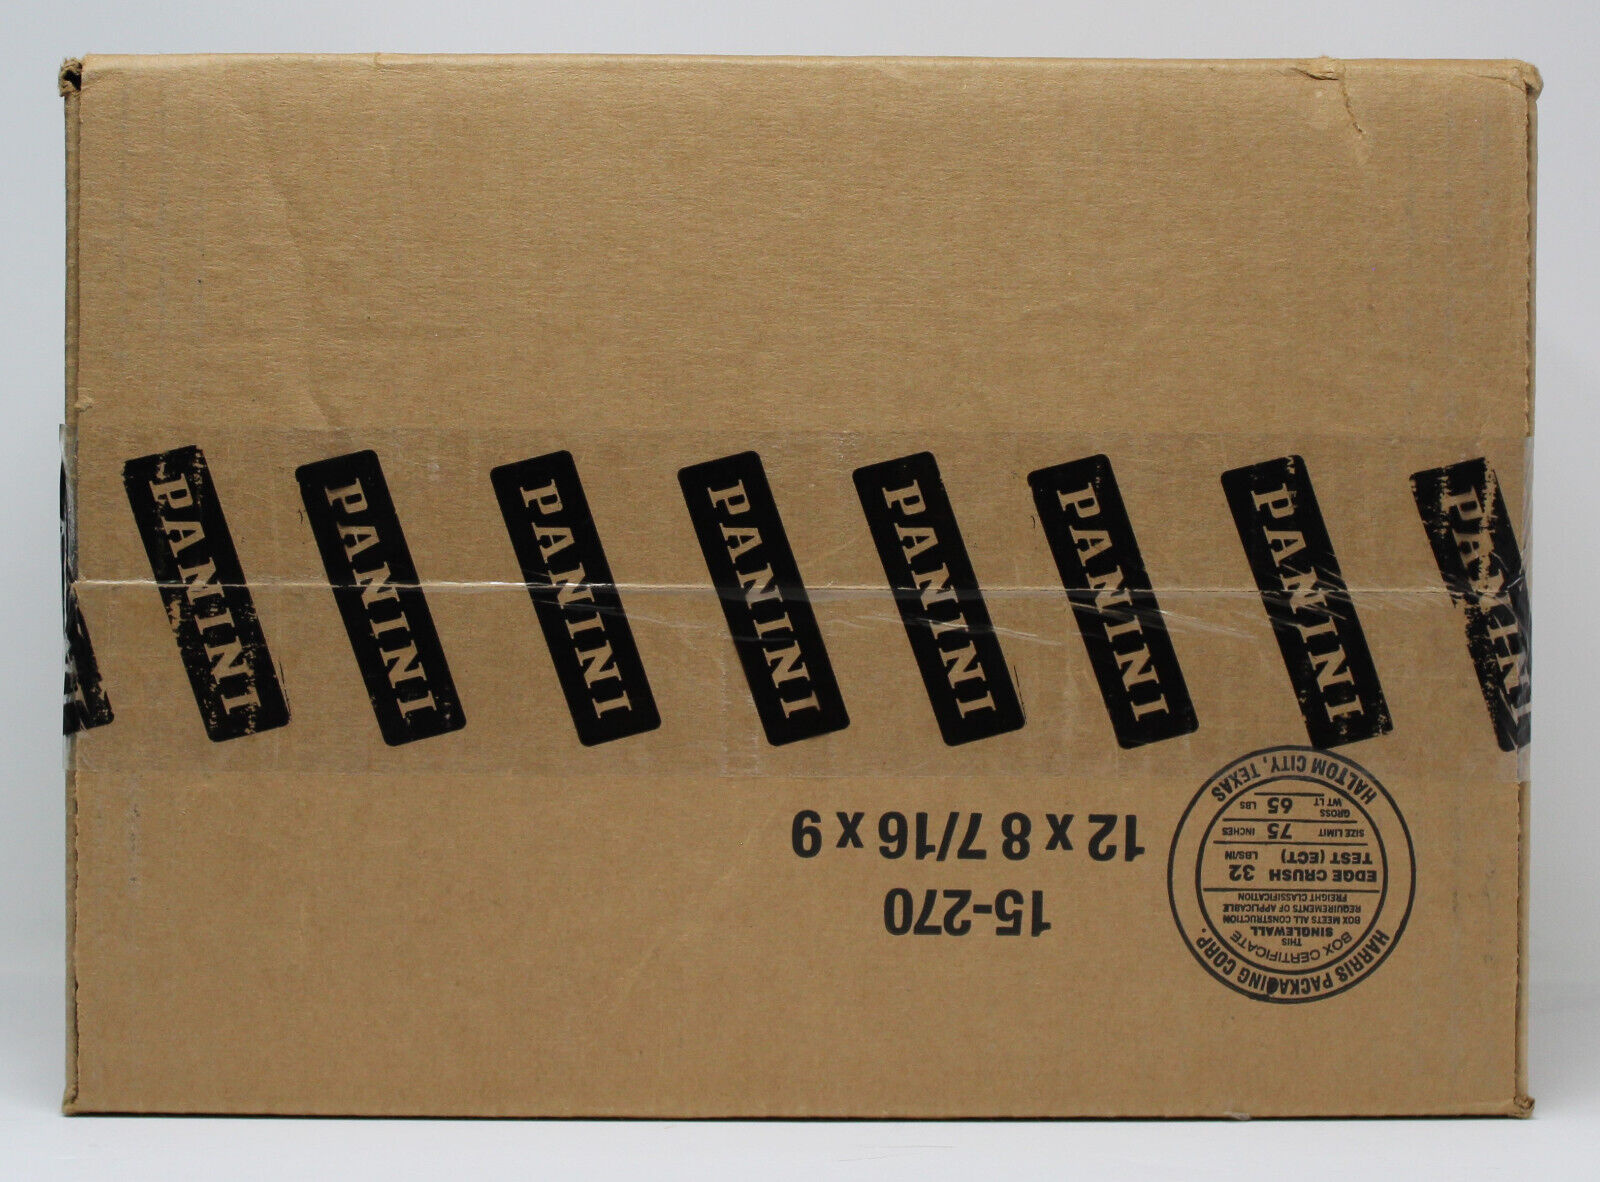 PANINI
PANINI
PANINI
PANINI
PANINI
PANINI
PANINI
PANINI
15-270
12 x 8 7/16 x 9
HARRIS PACKAGING CORP.
BOX CERTIFICATE
THIS
SINGLEWALL
BOX MEETS ALL CONSTRUCTION
REQUIREMENTS OF APPLICABLE
FREIGHT CLASSIFICATION
EDGE CRUSH 32 LBS/IN
TEST (ECT)
SIZE LIMIT 75 INCHES
GROSS
WT LT 65 LBS
HALTOM CITY, TEXAS